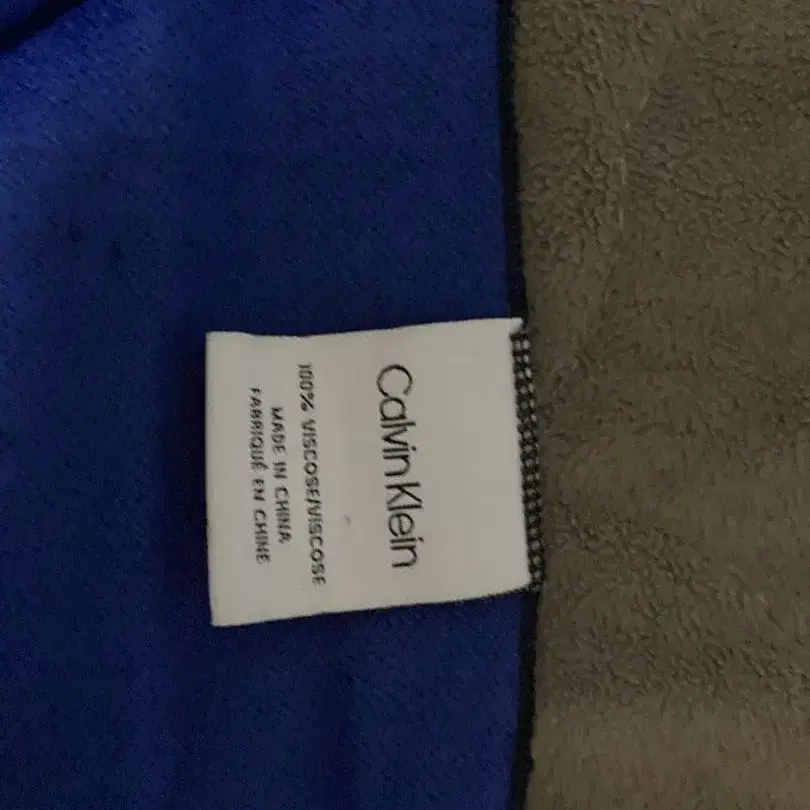 Calvin Klein
100% VISCOSE/VISCOSE
MADE IN CHINA
FABRIQUÉ EN CHINE